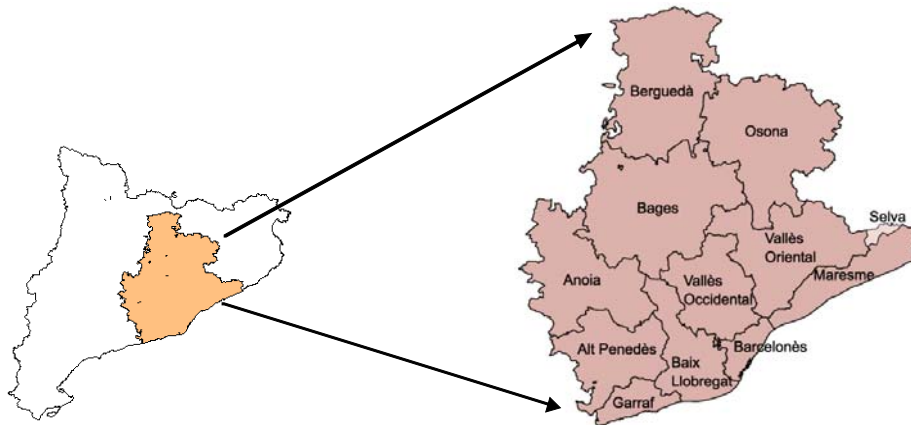 Berguedà
Osona
Bages
Selva
Vallès
Oriental
Anoia
Vallès
Occidental
Maresme
Alt Penedès
Barcelonès
Baix
Llobregat
Garraf